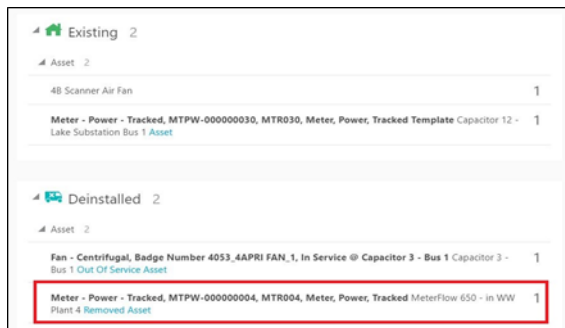 Existing 2
Asset 2
4B Scanner Air Fan 1
Meter - Power - Tracked, MTPW-000000030, MTR030, Meter, Power, Tracked Template Capacitor 12 - 1
Lake Substation Bus 1 Asset
Deinstalled 2
Asset 2
Fan - Centrifugal, Badge Number 4053_4APRI FAN_1, In Service @ Capacitor 3 - Bus 1 Capacitor 3 - 1
Bus 1 Out Of Service Asset
Meter - Power - Tracked, MTPW-000000004, MTR004, Meter, Power, Tracked MeterFlow 650 - in WW 1
Plant 4 Removed Asset